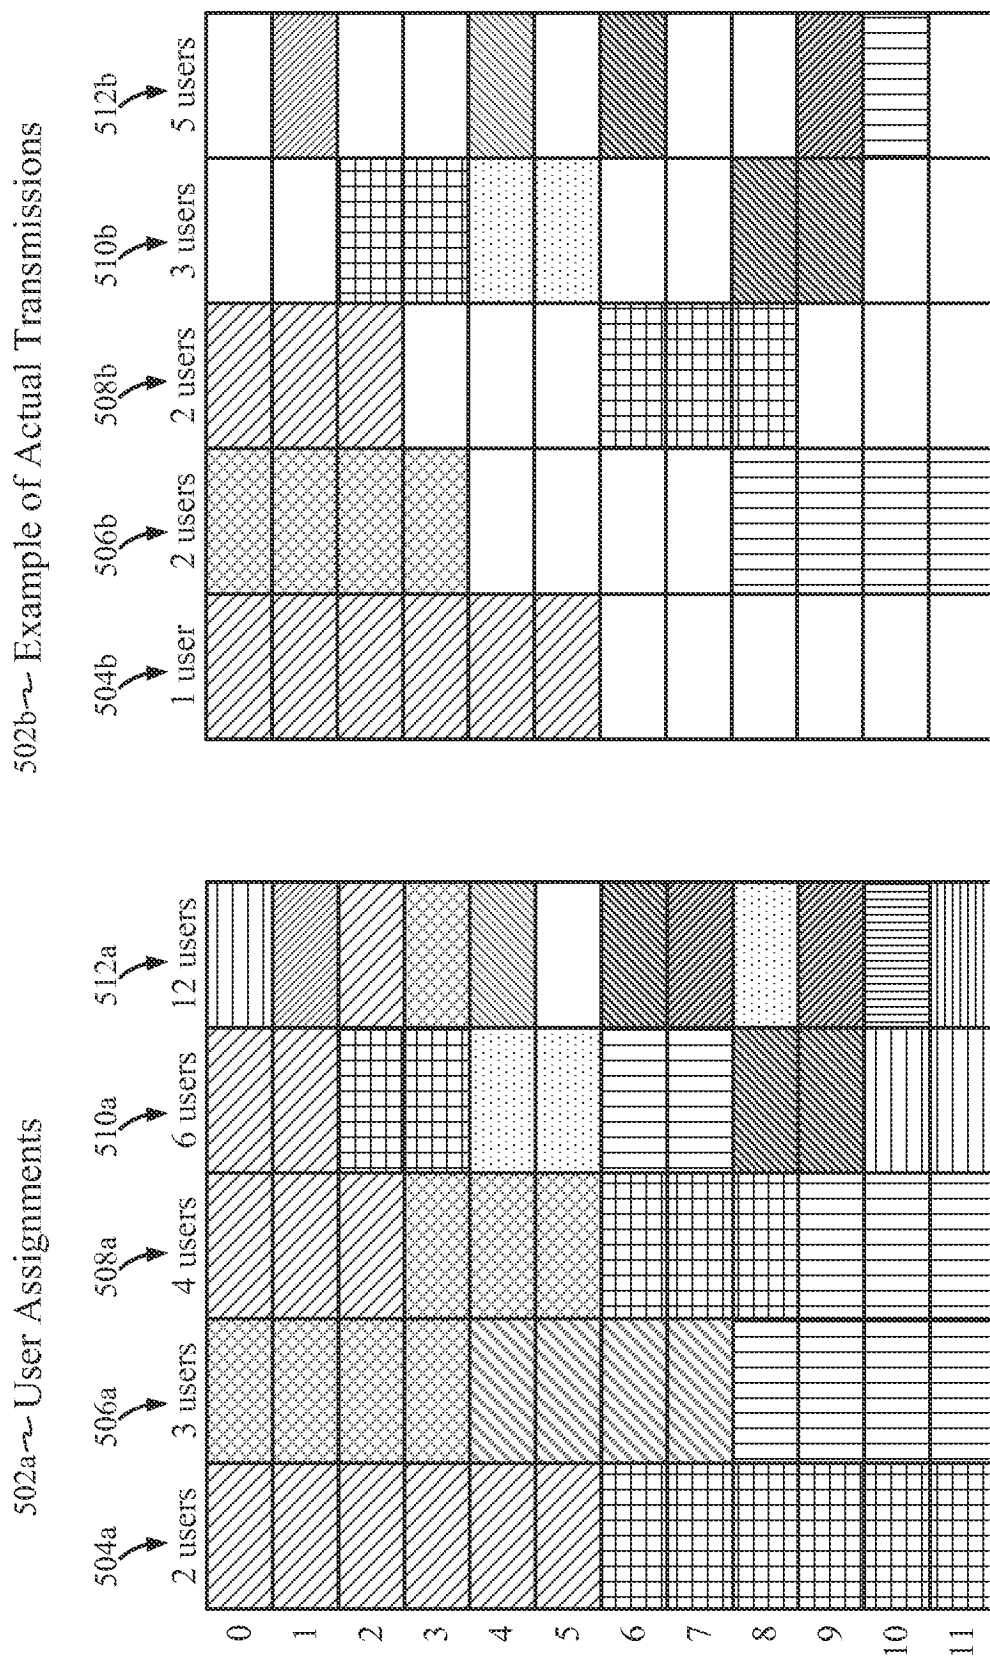 502a~ User Assignments
504a 506a 508a 510a 512a
2 users 3 users 4 users 6 users 12 users
0
1
2
3
4
5
6
7
8
9
10
11
502b~ Example of Actual Transmissions
504b 506b 508b 510b 512b
1 user 2 users 2 users 3 users 5 users